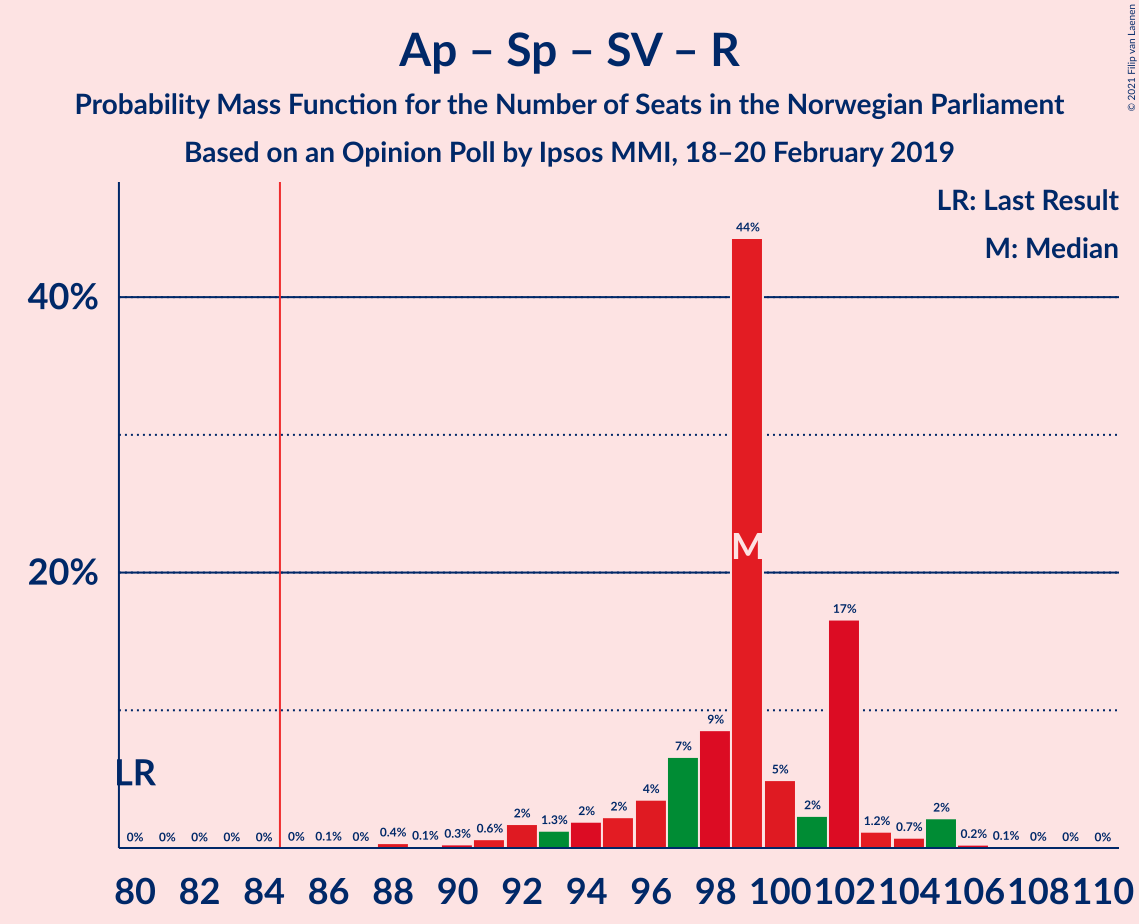 Ap – Sp – SV – R
Probability Mass Function for the Number of Seats in the Norwegian Parliament
Based on an Opinion Poll by Ipsos MMI, 18–20 February 2019
© 2021 Filip van Laenen
LR: Last Result
M: Median
40%
20%
LR
M
0% 0% 0% 0% 0% 0% 0.1% 0% 0.4% 0.1% 0.3% 0.6% 2% 1.3% 2% 2% 4% 7% 9% 44% 5% 2% 17% 1.2% 0.7% 2% 0.2% 0.1% 0% 0% 0%
80 82 84 86 88 90 92 94 96 98 100 102 104 106 108 110